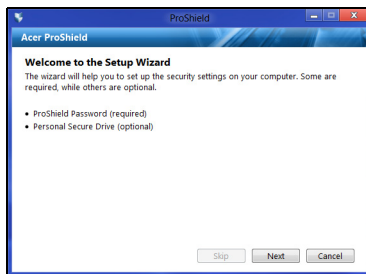 ProShield
Acer ProShield
Welcome to the Setup Wizard
The wizard will help you to set up the security settings on your computer. Some are
required, while others are optional.
• ProShield Password (required)
• Personal Secure Drive (optional)
Skip Next Cancel